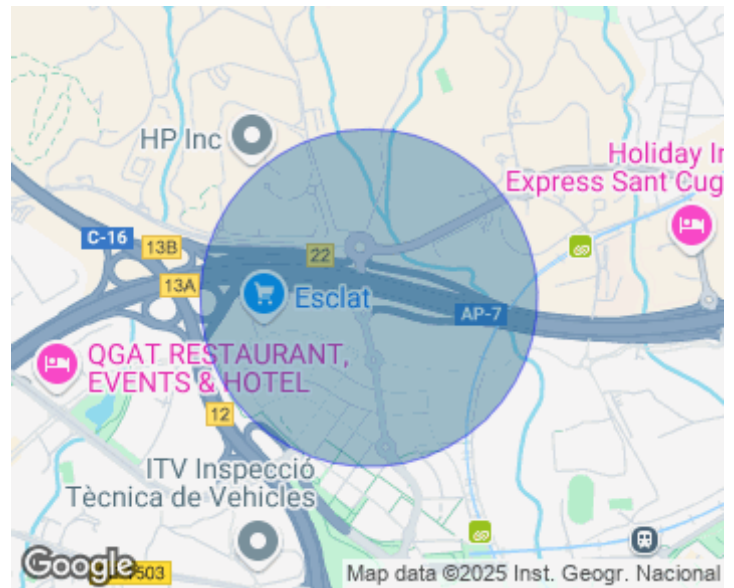 HP Inc
Holiday In
Express Sant Cug
C-16
13B
22
13A
Esclat
AP-7
QGAT RESTAURANT,
EVENTS & HOTEL
12
ITV Inspecció
Tècnica de Vehicles
Google
503
Map data ©2025 Inst. Geogr. Nacional